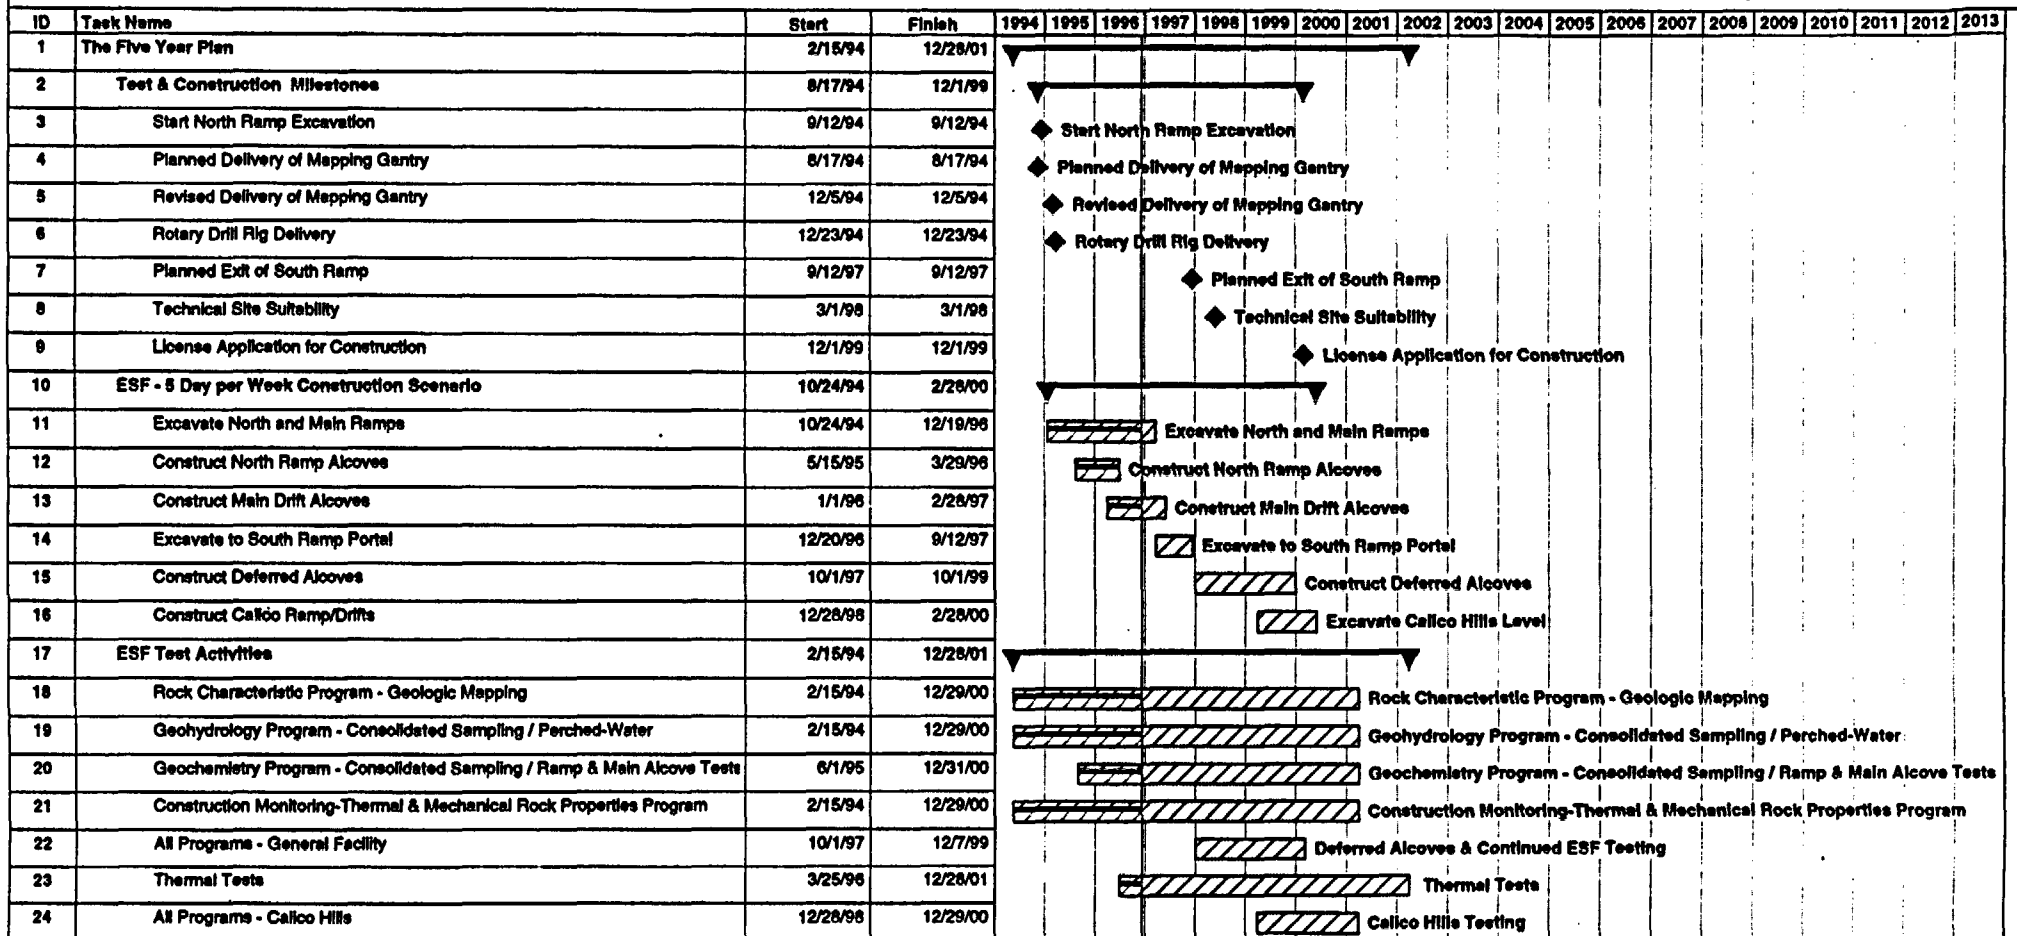 ID Task Name Start Finish 1994 1995 1996 1997 1998 1999 2000 2001 2002 2003 2004 2005 2006 2007 2008 2009 2010 2011 2012 2013
1 The Five Year Plan 2/15/94 12/28/01
2 Test & Construction Milestones 8/17/94 12/1/99
3 Start North Ramp Excavation 9/12/94 9/12/94 Start North Ramp Excavation
4 Planned Delivery of Mapping Gantry 8/17/94 8/17/94 Planned Delivery of Mapping Gantry
5 Revised Delivery of Mapping Gantry 12/5/94 12/5/94 Revised Delivery of Mapping Gantry
6 Rotary Drill Rig Delivery 12/23/94 12/23/94 Rotary Drill Rig Delivery
7 Planned Exit of South Ramp 9/12/97 9/12/97 Planned Exit of South Ramp
8 Technical Site Suitability 3/1/98 3/1/98 Technical Site Suitability
9 License Application for Construction 12/1/99 12/1/99 License Application for Construction
10 ESF - 5 Day per Week Construction Scenario 10/24/94 2/28/00
11 Excavate North and Main Ramps 10/24/94 12/19/96 Excavate North and Main Ramps
12 Construct North Ramp Alcoves 5/15/95 3/29/96 Construct North Ramp Alcoves
13 Construct Main Drift Alcoves 1/1/96 2/28/97 Construct Main Drift Alcoves
14 Excavate to South Ramp Portal 12/20/96 9/12/97 Excavate to South Ramp Portal
15 Construct Deferred Alcoves 10/1/97 10/1/99 Construct Deferred Alcoves
16 Construct Calico Ramp/Drifts 12/28/98 2/28/00 Excavate Calico Hills Level
17 ESF Test Activities 2/15/94 12/28/01
18 Rock Characteristic Program - Geologic Mapping 2/15/94 12/29/00 Rock Characteristic Program - Geologic Mapping
19 Geohydrology Program - Consolidated Sampling / Perched-Water 2/15/94 12/29/00 Geohydrology Program - Consolidated Sampling / Perched-Water
20 Geochemistry Program - Consolidated Sampling / Ramp & Main Alcove Tests 6/1/95 12/31/00 Geochemistry Program - Consolidated Sampling / Ramp & Main Alcove Tests
21 Construction Monitoring-Thermal & Mechanical Rock Properties Program 2/15/94 12/29/00 Construction Monitoring-Thermal & Mechanical Rock Properties Program
22 All Programs - General Facility 10/1/97 12/7/99 Deferred Alcoves & Continued ESF Testing
23 Thermal Tests 3/25/96 12/28/01 Thermal Tests
24 All Programs - Calico Hills 12/28/98 12/29/00 Calico Hills Testing